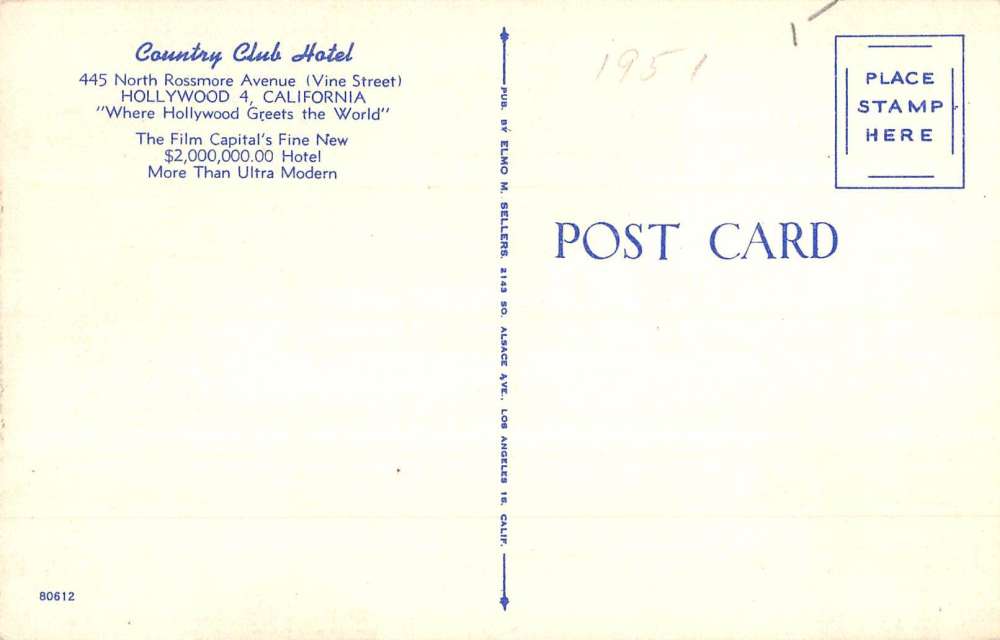 Country Club Hotel
445 North Rossmore Avenue (Vine Street)
HOLLYWOOD 4, CALIFORNIA
"Where Hollywood Greets the World"
The Film Capital's Fine New
$2,000,000.00 Hotel
More Than Ultra Modern
80612
PUB. BY ELMO M. SELLERS, 2143 SO. ALSACE AVE., LOS ANGELES 16, CALIF.
1951
PLACE
STAMP
HERE
POST CARD